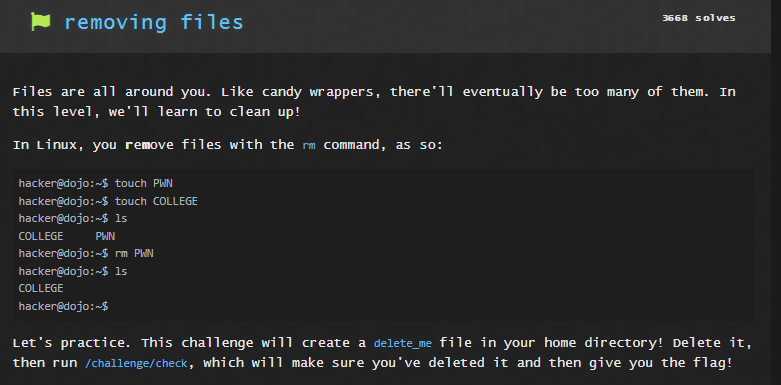 removing files
3668 solves
Files are all around you. Like candy wrappers, there'll eventually be too many of them. In
this level, we'll learn to clean up!
In Linux, you remove files with the rm command, as so:
hacker@dojo:~$ touch PWN
hacker@dojo:~$ touch COLLEGE
hacker@dojo:~$ ls
COLLEGE     PWN
hacker@dojo:~$ rm PWN
hacker@dojo:~$ ls
COLLEGE
hacker@dojo:~$
Let's practice. This challenge will create a delete_me file in your home directory! Delete it,
then run /challenge/check, which will make sure you've deleted it and then give you the flag!